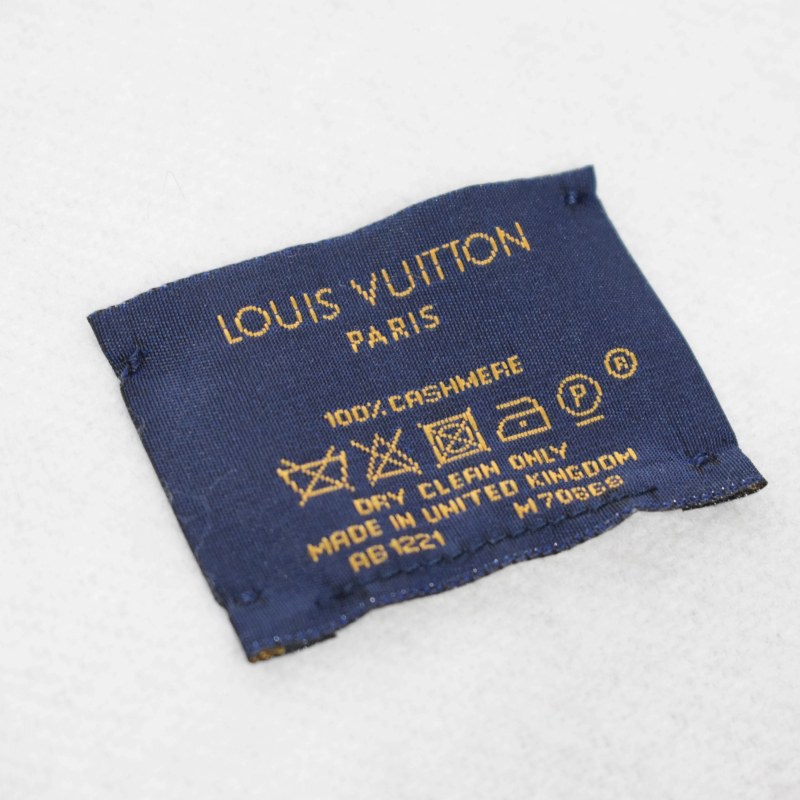 LOUIS VUITTON
PARIS
100% CASHMERE
P
R
DRY CLEAN ONLY
MADE IN UNITED KINGDOM
AB1221 M70669